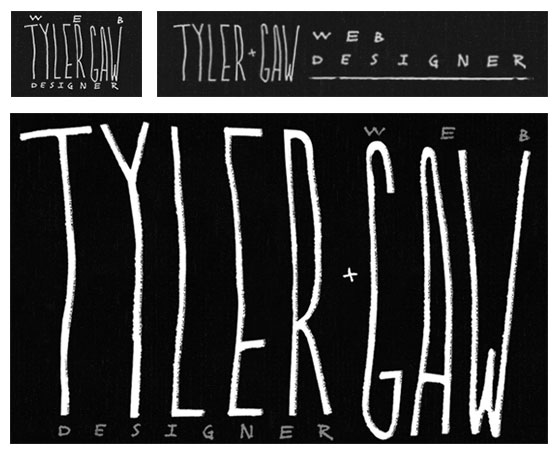 WEB
TYLER GAW
DESIGNER
TYLER + GAW
WEB
DESIGNER
WEB
TYLER + GAW
DESIGNER